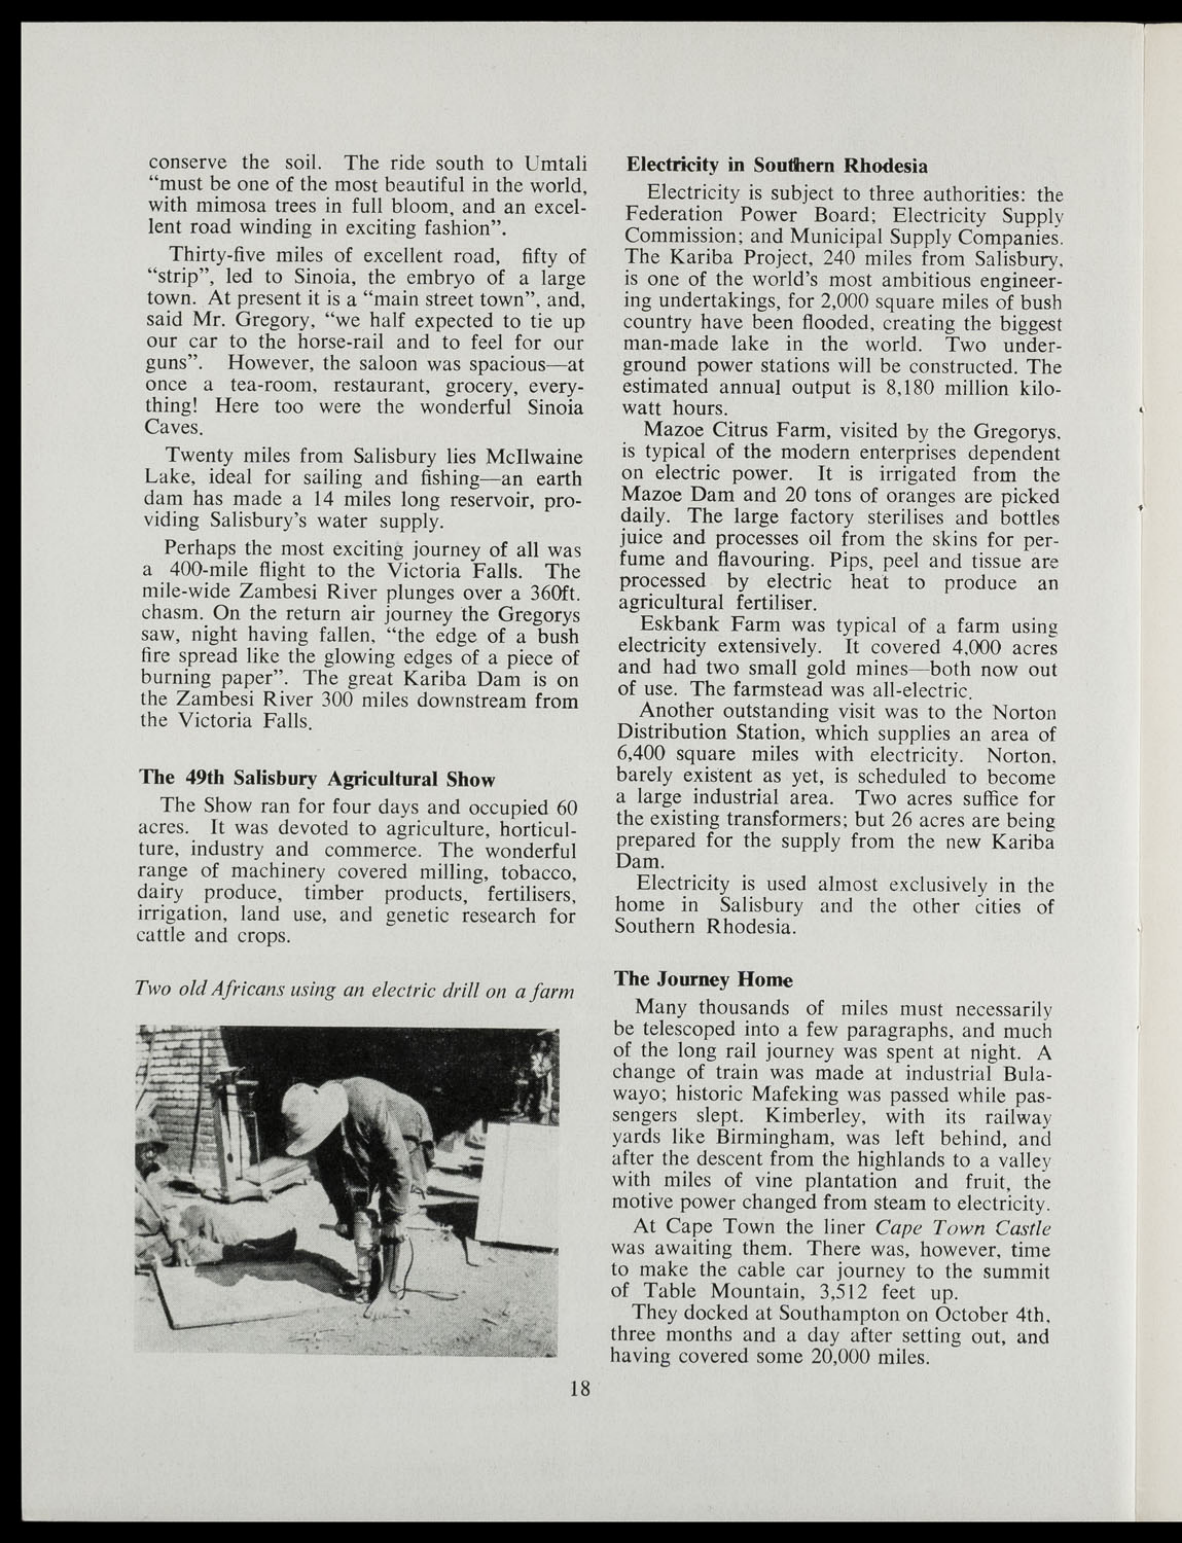 conserve the soil. The ride south to Umtali
“must be one of the most beautiful in the world,
with mimosa trees in full bloom, and an excel-
lent road winding in exciting fashion”.
Thirty-five miles of excellent road, fifty of
“strip”, led to Sinoia, the embryo of a large
town. At present it is a “main street town”, and,
said Mr. Gregory, “we half expected to tie up
our car to the horse-rail and to feel for our
guns”. However, the saloon was spacious—at
once a tea-room, restaurant, grocery, every-
thing! Here too were the wonderful Sinoia
Caves.
Twenty miles from Salisbury lies McIlwaine
Lake, ideal for sailing and fishing—an earth
dam has made a 14 miles long reservoir, pro-
viding Salisbury’s water supply.
Perhaps the most exciting journey of all was
a 400-mile flight to the Victoria Falls. The
mile-wide Zambesi River plunges over a 360ft.
chasm. On the return air journey the Gregorys
saw, night having fallen, “the edge of a bush
fire spread like the glowing edges of a piece of
burning paper”. The great Kariba Dam is on
the Zambesi River 300 miles downstream from
the Victoria Falls.
The 49th Salisbury Agricultural Show
The Show ran for four days and occupied 60
acres. It was devoted to agriculture, horticul-
ture, industry and commerce. The wonderful
range of machinery covered milling, tobacco,
dairy produce, timber products, fertilisers,
irrigation, land use, and genetic research for
cattle and crops.
Two old Africans using an electric drill on a farm
Electricity in Southern Rhodesia
Electricity is subject to three authorities: the
Federation Power Board; Electricity Supply
Commission; and Municipal Supply Companies.
The Kariba Project, 240 miles from Salisbury,
is one of the world’s most ambitious engineer-
ing undertakings, for 2,000 square miles of bush
country have been flooded, creating the biggest
man-made lake in the world. Two under-
ground power stations will be constructed. The
estimated annual output is 8,180 million kilo-
watt hours.
Mazoe Citrus Farm, visited by the Gregorys,
is typical of the modern enterprises dependent
on electric power. It is irrigated from the
Mazoe Dam and 20 tons of oranges are picked
daily. The large factory sterilises and bottles
juice and processes oil from the skins for per-
fume and flavouring. Pips, peel and tissue are
processed by electric heat to produce an
agricultural fertiliser.
Eskbank Farm was typical of a farm using
electricity extensively. It covered 4,000 acres
and had two small gold mines—both now out
of use. The farmstead was all-electric.
Another outstanding visit was to the Norton
Distribution Station, which supplies an area of
6,400 square miles with electricity. Norton,
barely existent as yet, is scheduled to become
a large industrial area. Two acres suffice for
the existing transformers; but 26 acres are being
prepared for the supply from the new Kariba
Dam.
Electricity is used almost exclusively in the
home in Salisbury and the other cities of
Southern Rhodesia.
The Journey Home
Many thousands of miles must necessarily
be telescoped into a few paragraphs, and much
of the long rail journey was spent at night. A
change of train was made at industrial Bula-
wayo; historic Mafeking was passed while pas-
sengers slept. Kimberley, with its railway
yards like Birmingham, was left behind, and
after the descent from the highlands to a valley
with miles of vine plantation and fruit, the
motive power changed from steam to electricity.
At Cape Town the liner Cape Town Castle
was awaiting them. There was, however, time
to make the cable car journey to the summit
of Table Mountain, 3,512 feet up.
They docked at Southampton on October 4th,
three months and a day after setting out, and
having covered some 20,000 miles.
18